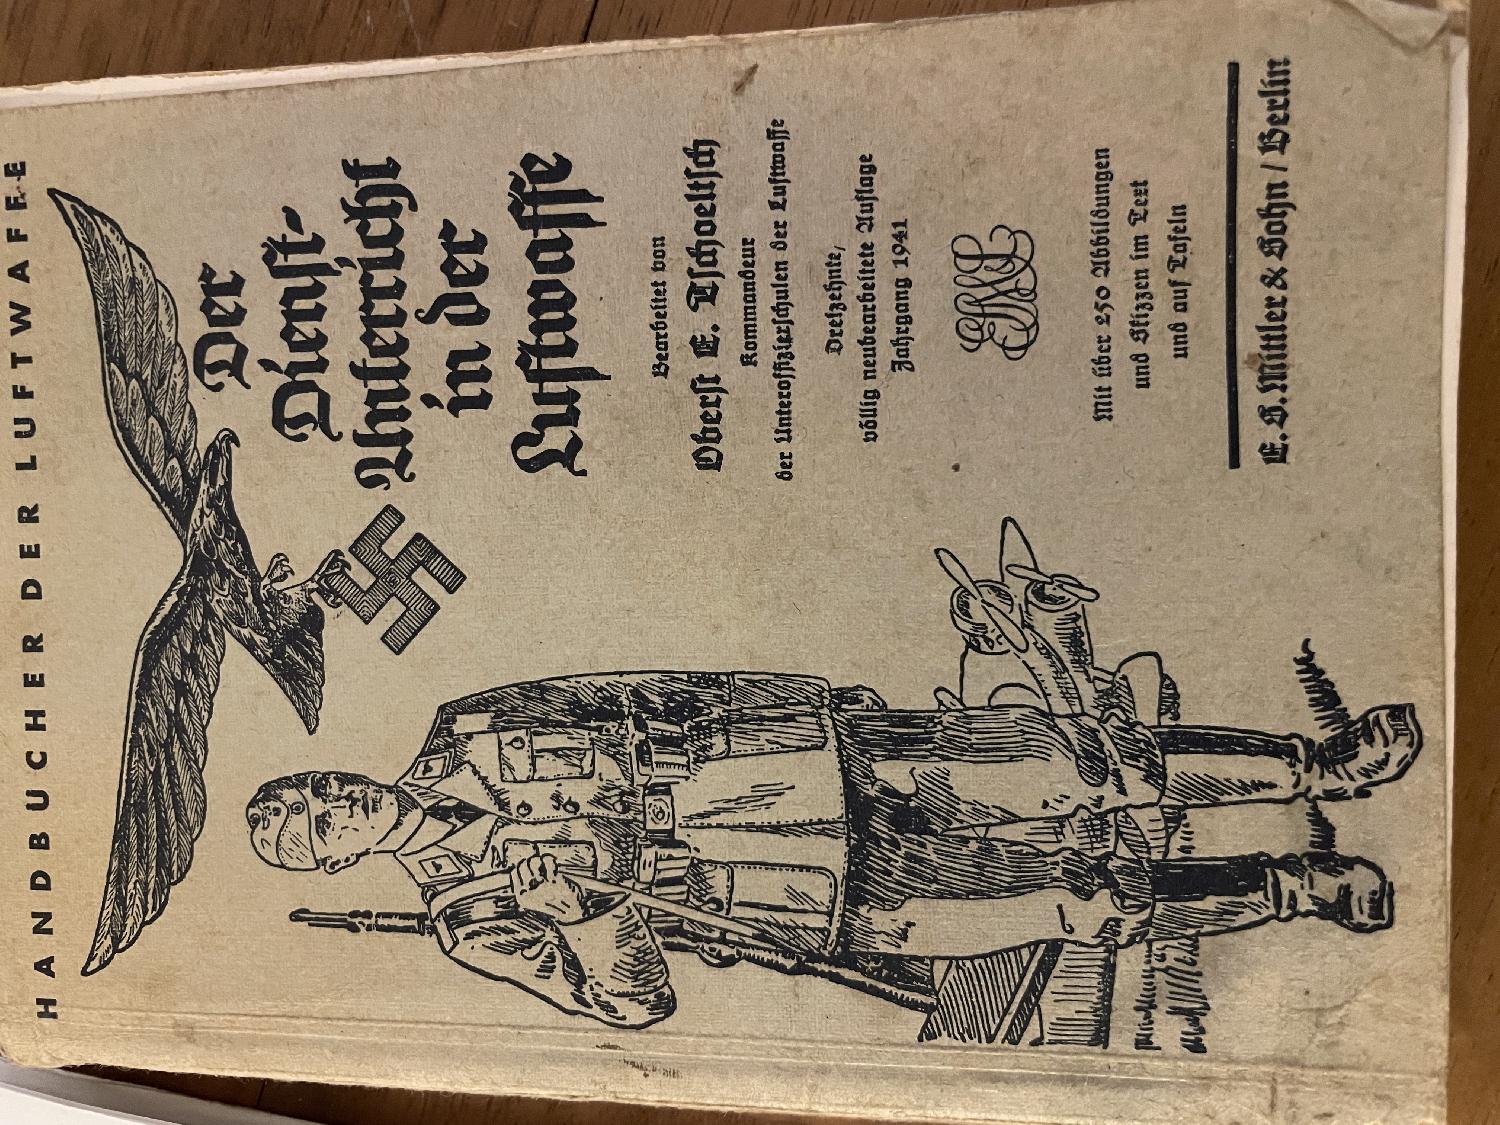 HANDBÜCHER DER LUFTWAFFE
Der
Dienst-
Unterricht
in der
Luftwaffe
Bearbeitet von
Oberst E. Tschoeltsch
Kommandeur
der Unteroffizierschulen der Luftwaffe
Dreizehnte,
völlig neubearbeitete Auflage
Jahrgang 1941
Mit über 250 Abbildungen
und Skizzen im Text
und auf Tafeln
E. S. Mittler & Sohn / Berlin